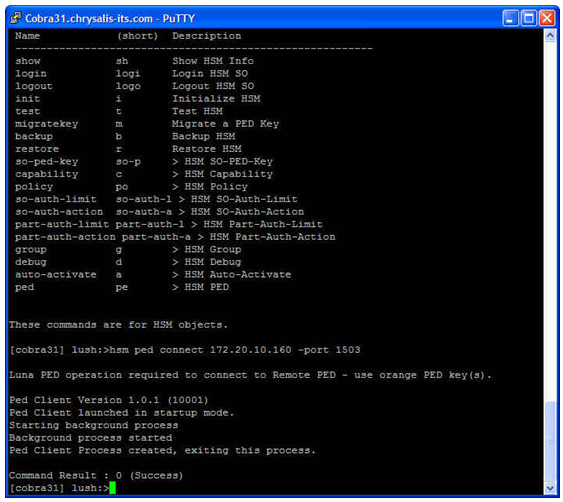 Cobra31.chrysalis-its.com - PuTTY
Name (short) Description
---------------------------------------------------------
show sh Show HSM Info
login logi Login HSM SO
logout logo Logout HSM SO
init i Initialize HSM
test t Test HSM
migratekey m Migrate a PED Key
backup b Backup HSM
restore r Restore HSM
so-ped-key so-p > HSM SO-PED-Key
capability c > HSM Capability
policy po > HSM Policy
so-auth-limit so-auth-l > HSM SO-Auth-Limit
so-auth-action so-auth-a > HSM SO-Auth-Action
part-auth-limit part-auth-l > HSM Part-Auth-Limit
part-auth-action part-auth-a > HSM Part-Auth-Action
group g > HSM Group
debug d > HSM Debug
auto-activate a > HSM Auto-Activate
ped pe > HSM PED
These commands are for HSM objects.
[cobra31] lush:>hsm ped connect 172.20.10.160 -port 1503
Luna PED operation required to connect to Remote PED - use orange PED key(s).
Ped Client Version 1.0.1 (10001)
Ped Client launched in startup mode.
Starting background process
Background process started
Ped Client Process created, exiting this process.
Command Result : 0 (Success)
[cobra31] lush:>